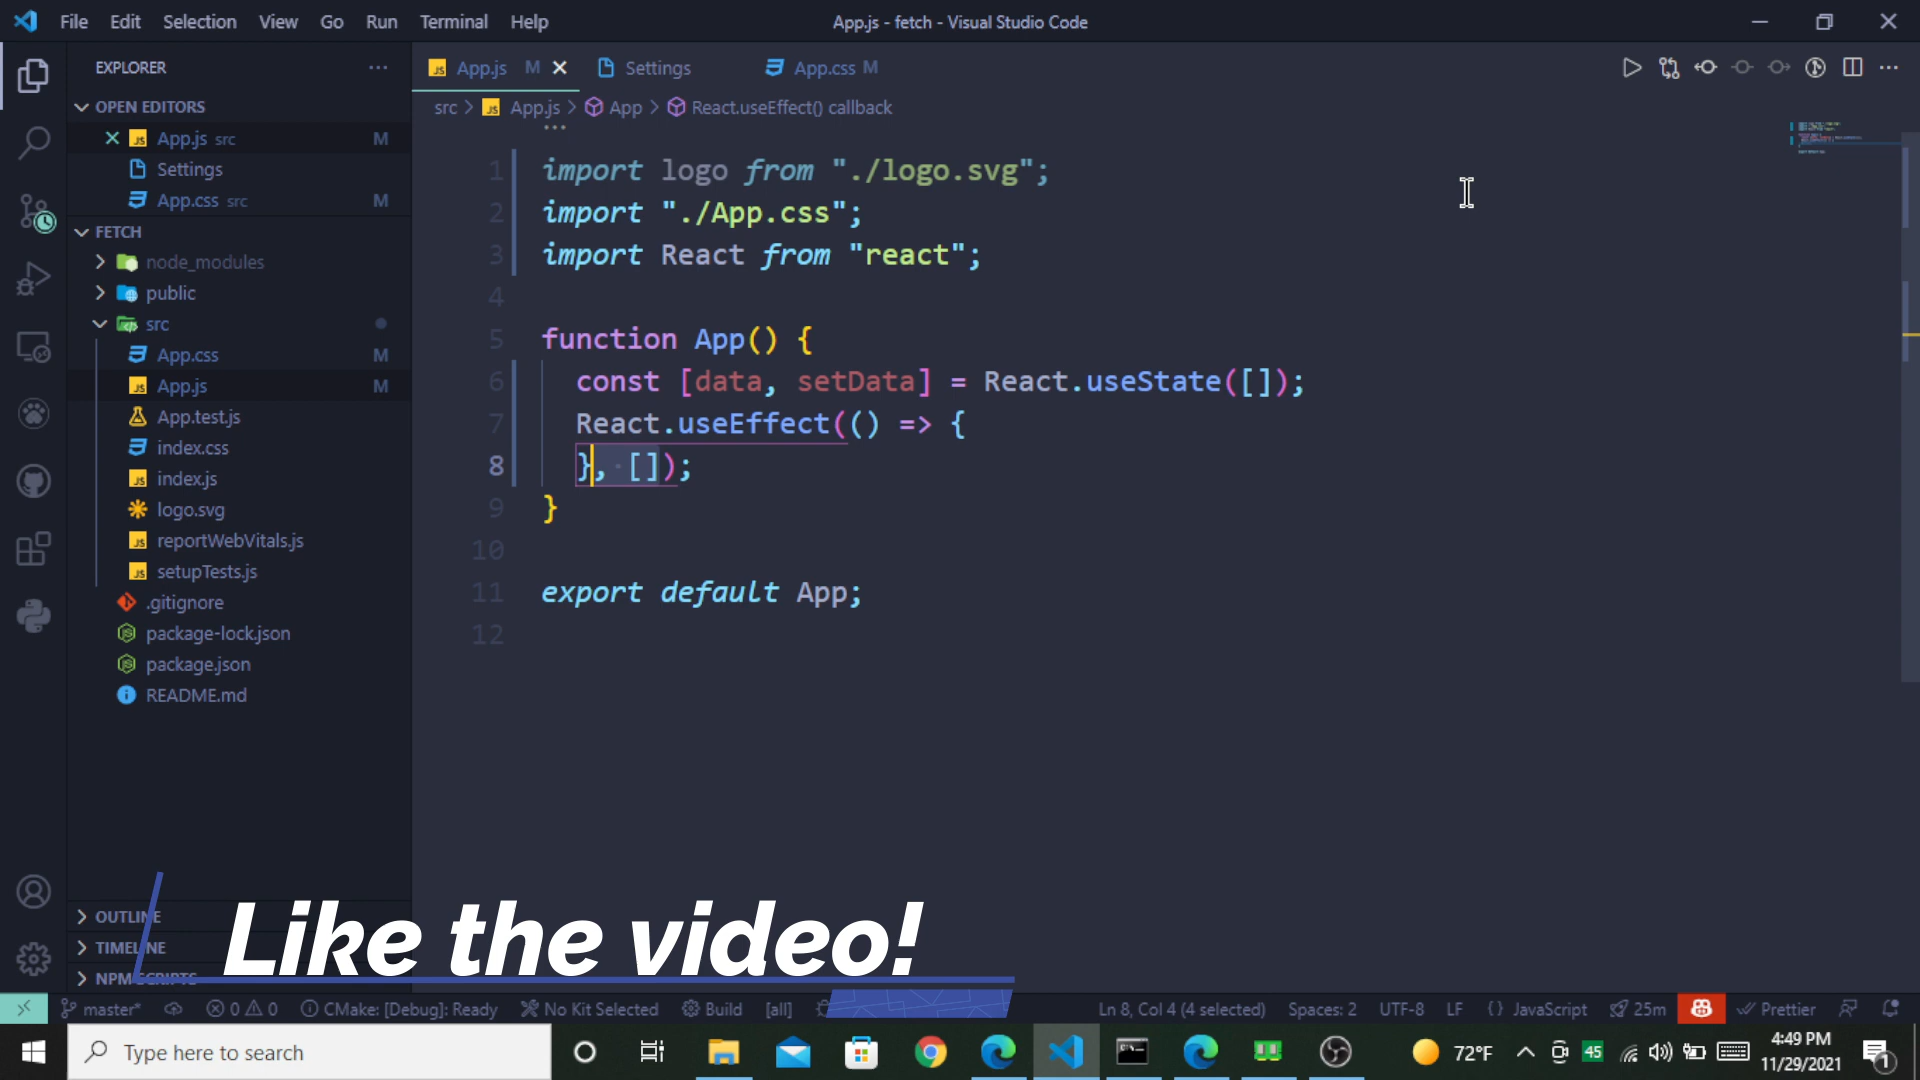 File Edit Selection View Go Run Terminal Help
App.js - fetch - Visual Studio Code
EXPLORER
OPEN EDITORS
App.js src M
Settings
App.css src M
FETCH
node_modules
public
src
App.css M
App.js M
App.test.js
index.css
index.js
logo.svg
reportWebVitals.js
setupTests.js
.gitignore
package-lock.json
package.json
README.md
OUTLINE
TIMELINE
NPM SCRIPTS
App.js M Settings App.css M
src > App.js > App > React.useEffect() callback
1 import logo from "./logo.svg";
2 import "./App.css";
3 import React from "react";
4
5 function App() {
6 const [data, setData] = React.useState([]);
7 React.useEffect(() => {
8 }, []);
9 }
10
11 export default App;
12
Like the video!
master* 0 0 CMake: [Debug]: Ready No Kit Selected Build [all] Ln 8, Col 4 (4 selected) Spaces: 2 UTF-8 LF {} JavaScript 25m Prettier
Type here to search
72°F
45
4:49 PM
11/29/2021
1